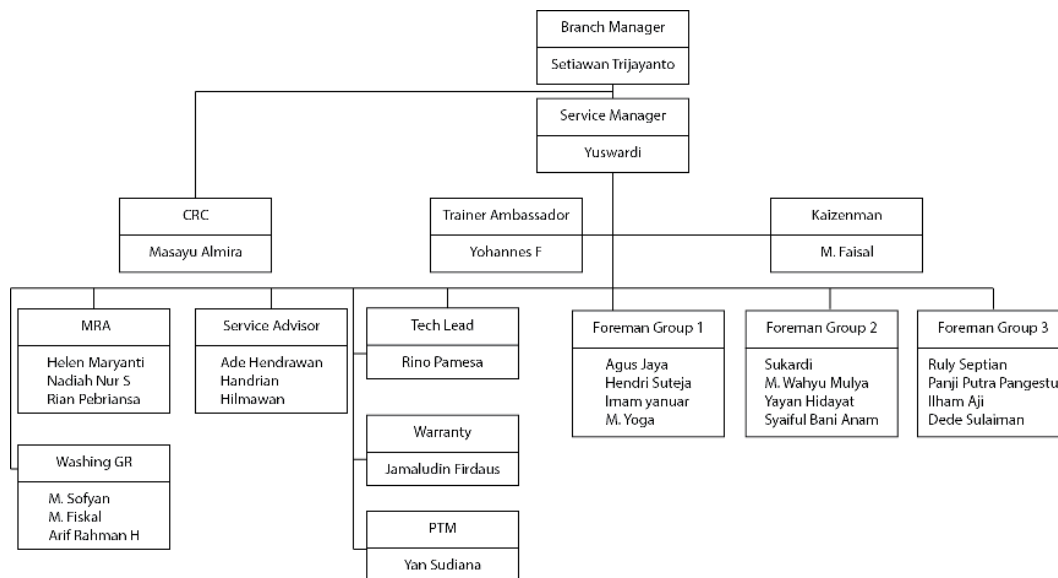 Branch Manager
Setiawan Trijayanto
Service Manager
Yuswardi
CRC
Masayu Almira
Trainer Ambassador
Yohannes F
Kaizenman
M. Faisal
MRA
Helen Maryanti
Nadiah Nur S
Rian Pebriansa
Service Advisor
Ade Hendrawan
Handrian
Hilmawan
Tech Lead
Rino Pamesa
Foreman Group 1
Agus Jaya
Hendri Suteja
Imam yanuar
M. Yoga
Foreman Group 2
Sukardi
M. Wahyu Mulya
Yayan Hidayat
Syaiful Bani Anam
Foreman Group 3
Ruly Septian
Panji Putra Pangestu
Ilham Aji
Dede Sulaiman
Washing GR
M. Sofyan
M. Fiskal
Arif Rahman H
Warranty
Jamaludin Firdaus
PTM
Yan Sudiana